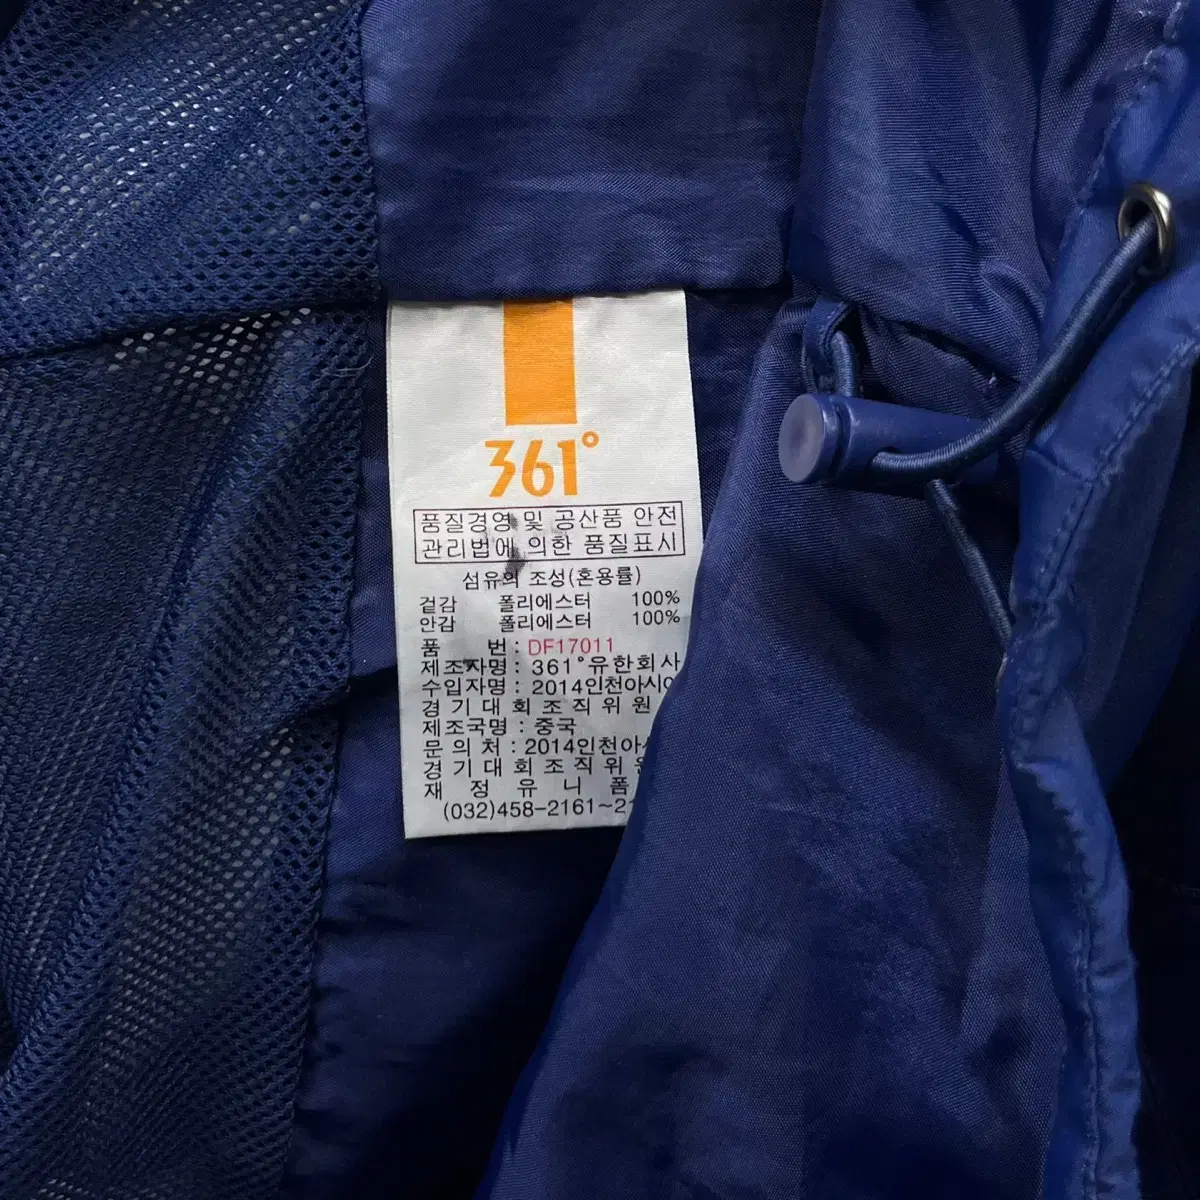 361°
품질경영 및 공산품 안전
관리법에 의한 품질표시
섬유의 조성(혼용률)
겉감 폴리에스터 100%
안감 폴리에스터 100%
품 번: DF17011
제조자명: 361°유한회사
수입자명: 2014인천아시아
경기대회조직위원
제조국명: 중국
문의처: 2014인천아시
경기대회조직위원
재정유니폼
(032)458-2161~2